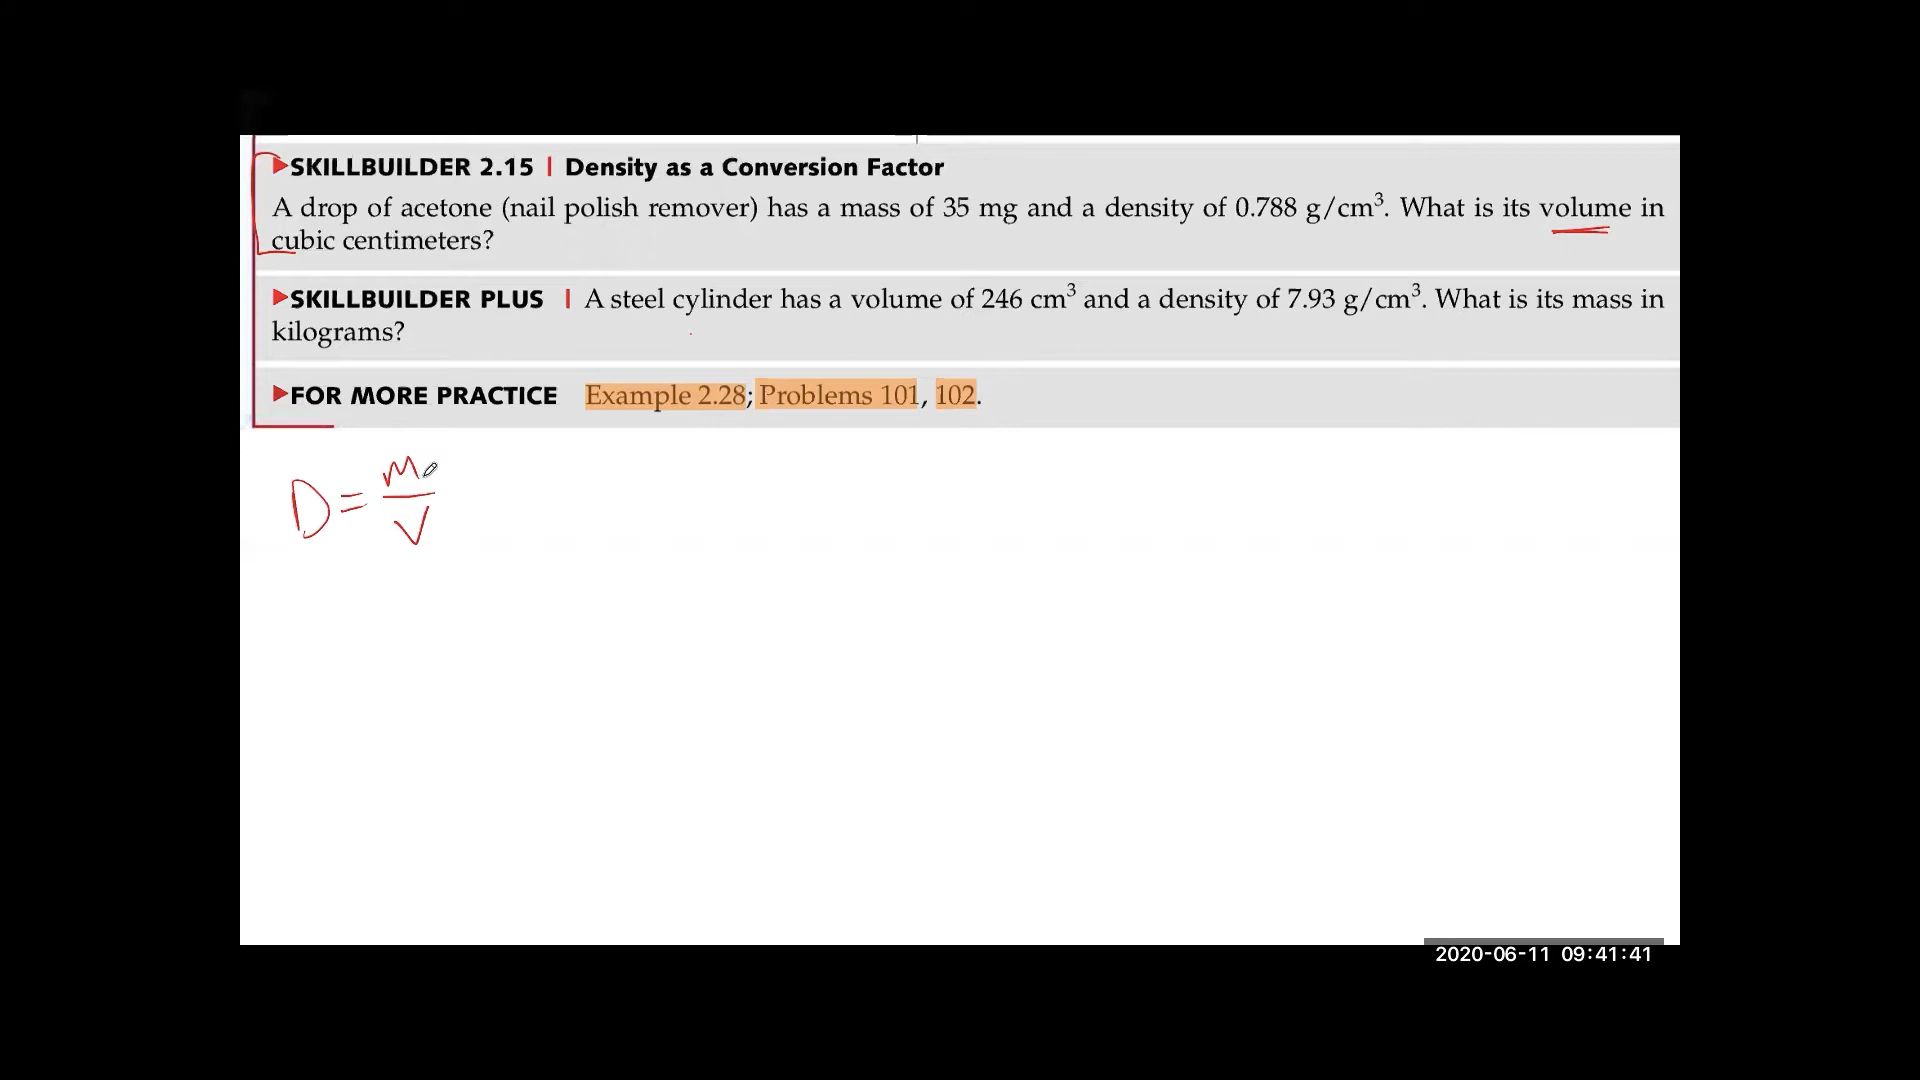 ▶SKILLBUILDER 2.15 | Density as a Conversion Factor
A drop of acetone (nail polish remover) has a mass of 35 mg and a density of 0.788 g/cm³. What is its volume in
cubic centimeters?
▶SKILLBUILDER PLUS | A steel cylinder has a volume of 246 cm³ and a density of 7.93 g/cm³. What is its mass in
kilograms?
▶FOR MORE PRACTICE Example 2.28; Problems 101, 102.
D = m/V
2020-06-11 09:41:41